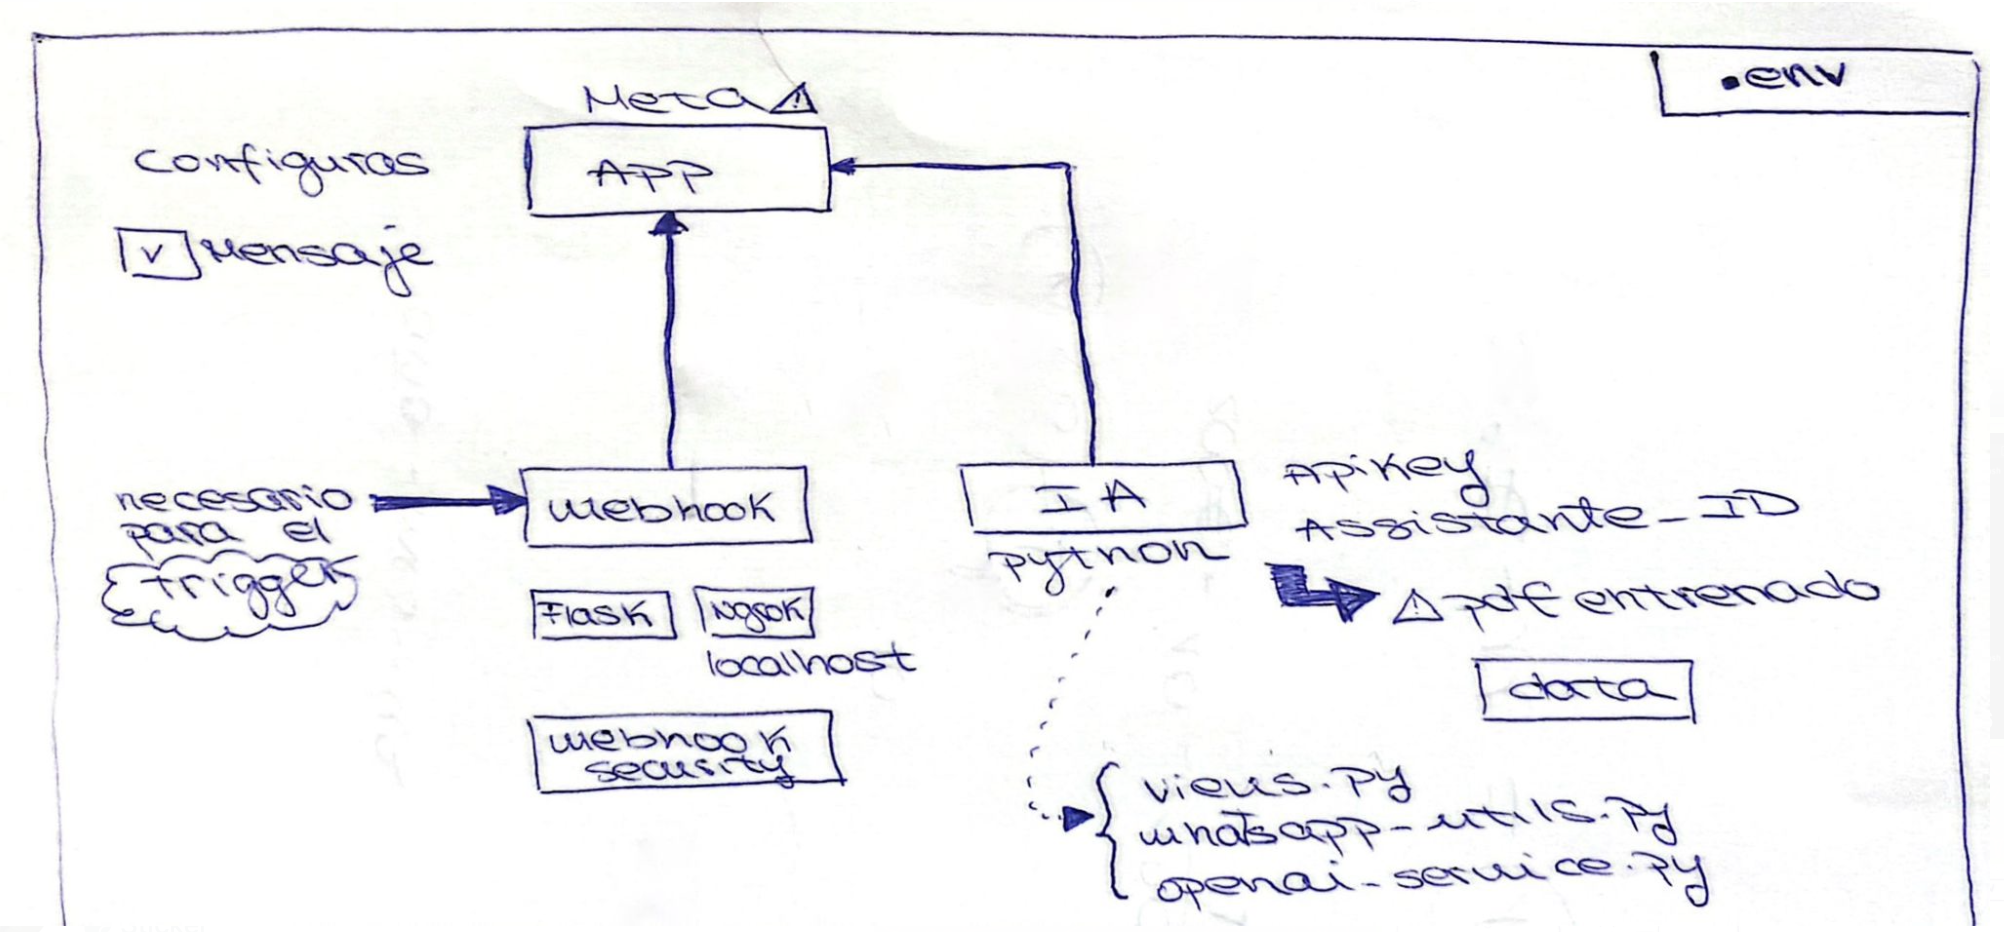 .env
Meta
Configuras
APP
v Mensaje
necesario
para el
trigger
webhook
Flask
Ngrok
localhost
webhook
security
IA
python
Apikey
Assistante_ID
pdf entrenado
data
views.py
whatsapp-utils.py
openai-service.py